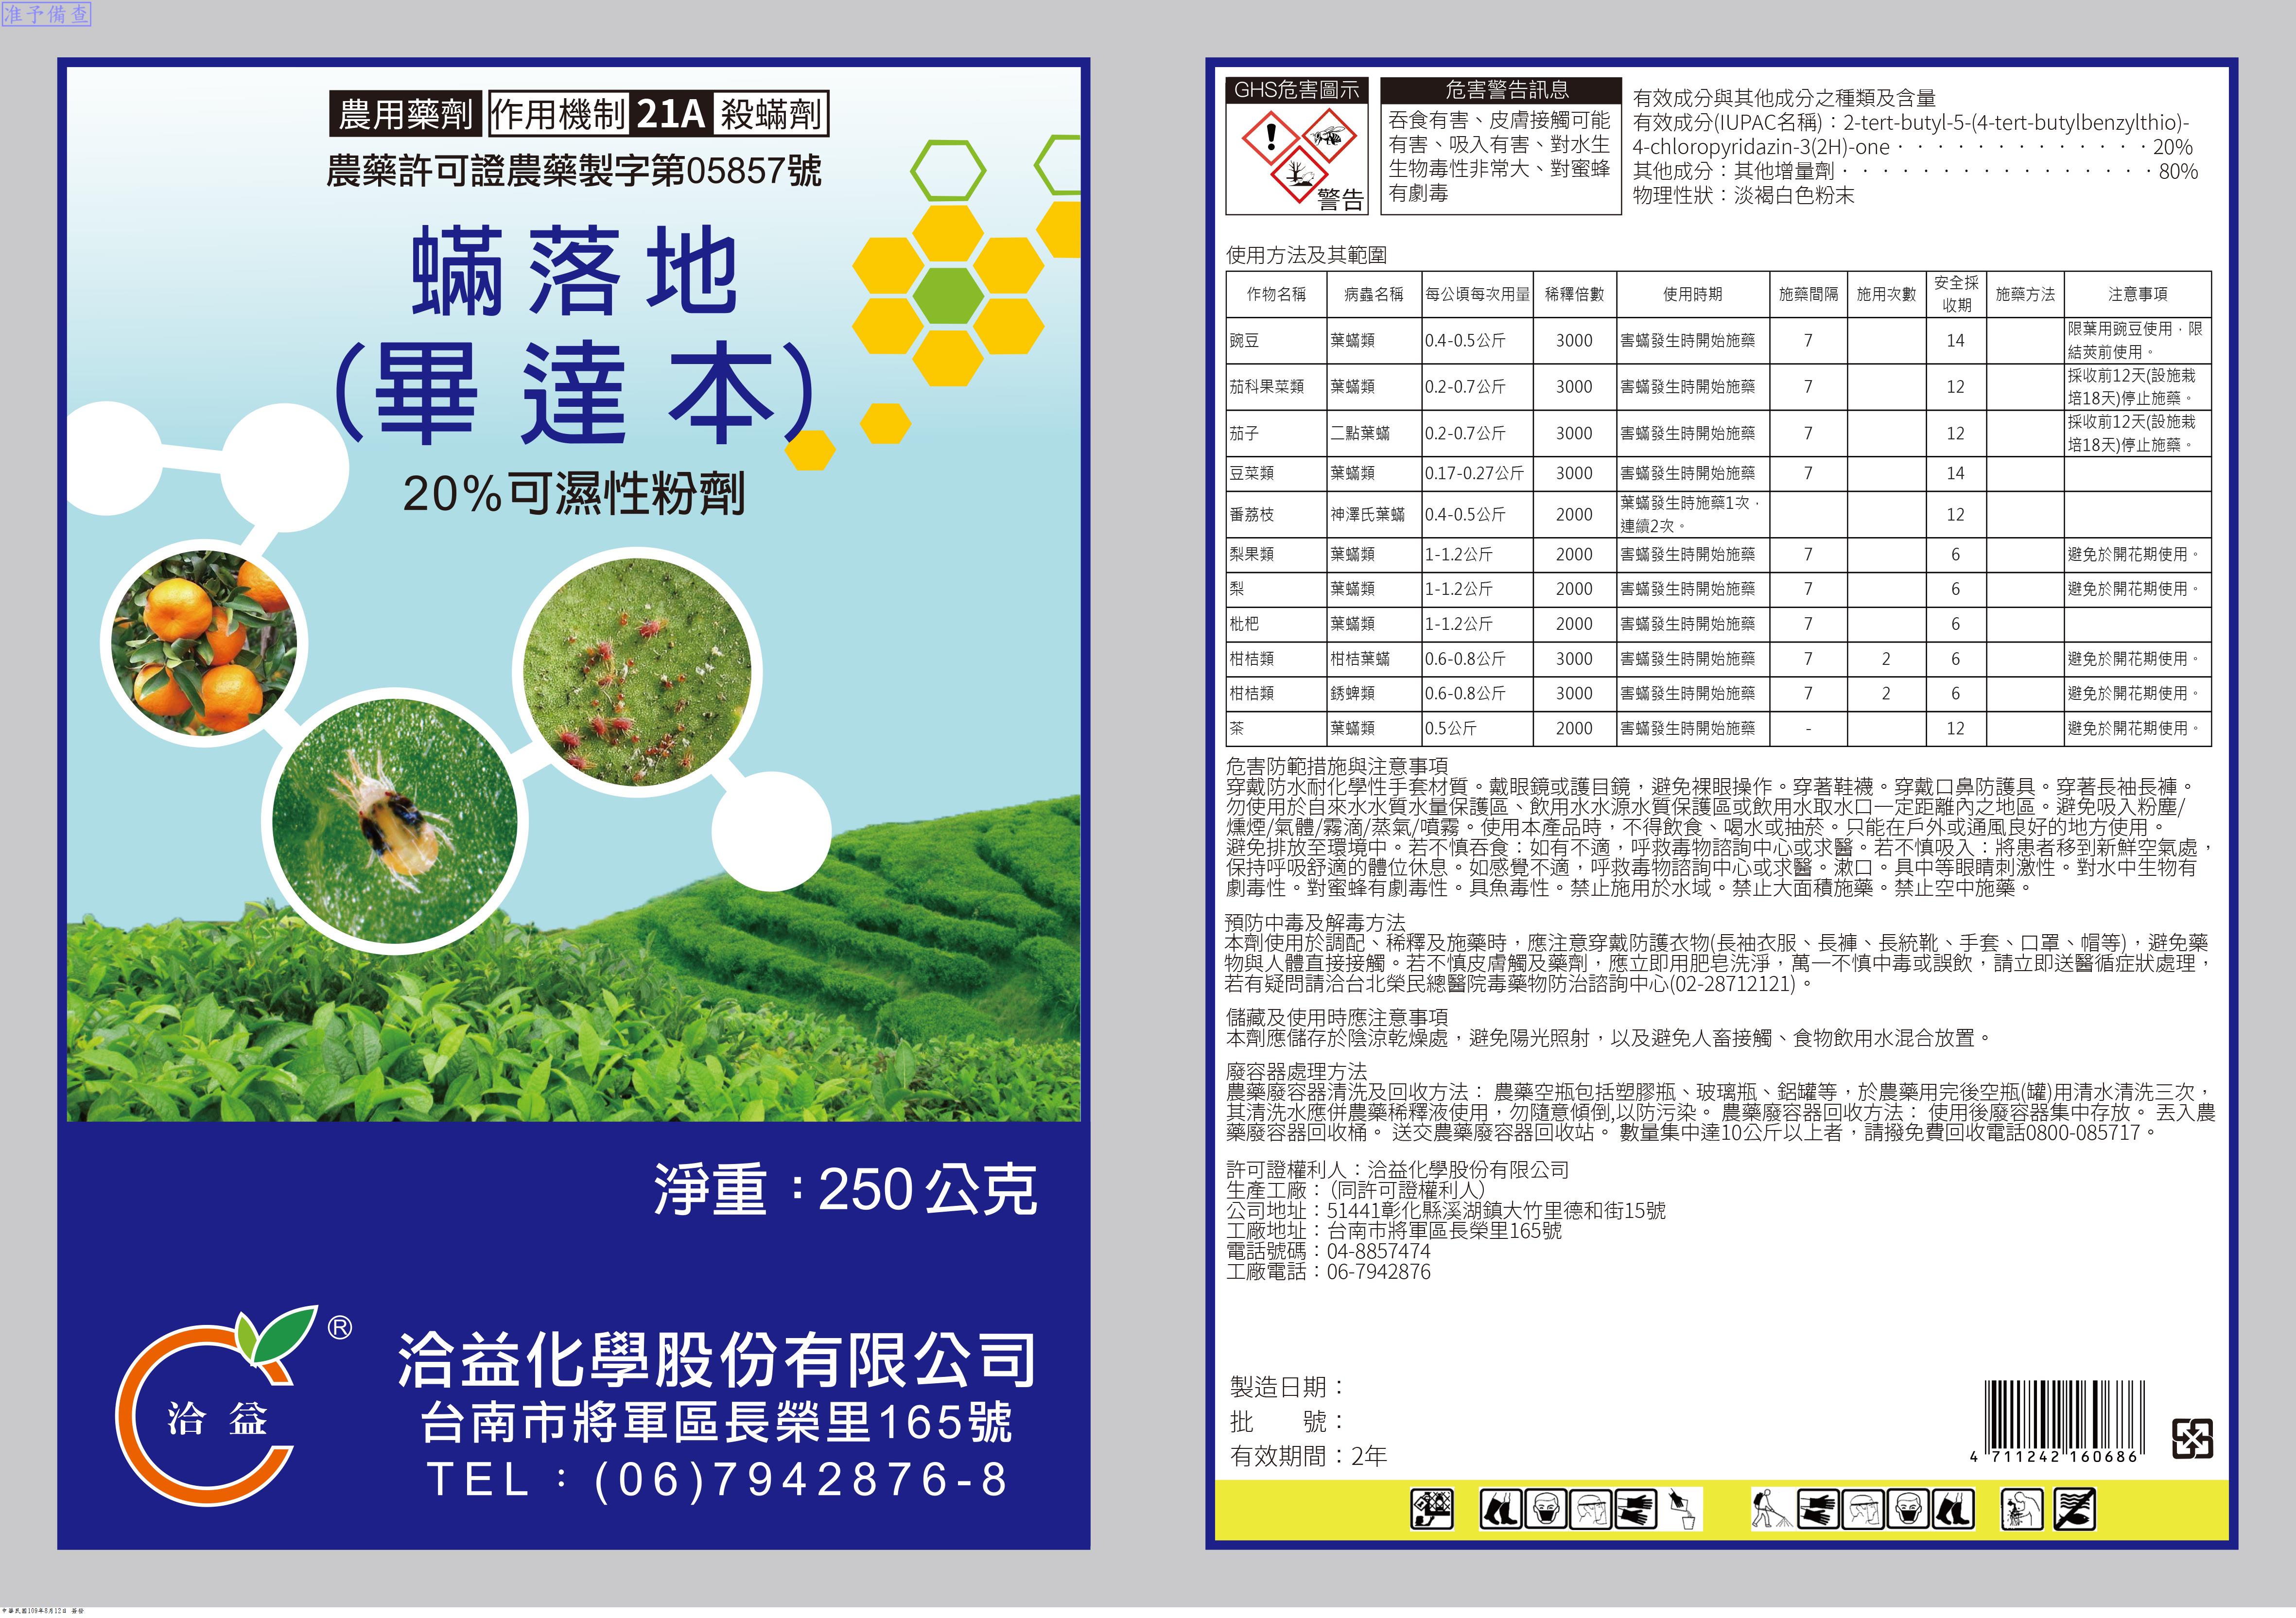 准予備查
農用藥劑 作用機制 21A 殺蟎劑
農藥許可證農藥製字第05857號
蟎落地
(畢達本)
20%可濕性粉劑
淨重：250公克
洽益
®
洽益化學股份有限公司
台南市將軍區長榮里165號
TEL：(06)7942876-8
GHS危害圖示
警告
危害警告訊息
吞食有害、皮膚接觸可能
有害、吸入有害、對水生
生物毒性非常大、對蜜蜂
有劇毒
有效成分與其他成分之種類及含量
有效成分(IUPAC名稱)：2-tert-butyl-5-(4-tert-butylbenzylthio)-
4-chloropyridazin-3(2H)-one·············20%
其他成分：其他增量劑················80%
物理性狀：淡褐白色粉末
使用方法及其範圍
作物名稱 病蟲名稱 每公頃每次用量 稀釋倍數 使用時期 施藥間隔 施用次數 安全採收期 施藥方法 注意事項
豌豆 葉蟎類 0.4-0.5公斤 3000 害蟎發生時開始施藥 7 14 限葉用豌豆使用，限結莢前使用。
茄科果菜類 葉蟎類 0.2-0.7公斤 3000 害蟎發生時開始施藥 7 12 採收前12天(設施栽培18天)停止施藥。
茄子 二點葉蟎 0.2-0.7公斤 3000 害蟎發生時開始施藥 7 12 採收前12天(設施栽培18天)停止施藥。
豆菜類 葉蟎類 0.17-0.27公斤 3000 害蟎發生時開始施藥 7 14
番荔枝 神澤氏葉蟎 0.4-0.5公斤 2000 葉蟎發生時施藥1次，連續2次。 12
梨果類 葉蟎類 1-1.2公斤 2000 害蟎發生時開始施藥 7 6 避免於開花期使用。
梨 葉蟎類 1-1.2公斤 2000 害蟎發生時開始施藥 7 6 避免於開花期使用。
枇杷 葉蟎類 1-1.2公斤 2000 害蟎發生時開始施藥 7 6
柑桔類 柑桔葉蟎 0.6-0.8公斤 3000 害蟎發生時開始施藥 7 2 6 避免於開花期使用。
柑桔類 銹蜱類 0.6-0.8公斤 3000 害蟎發生時開始施藥 7 2 6 避免於開花期使用。
茶 葉蟎類 0.5公斤 2000 害蟎發生時開始施藥 - 12 避免於開花期使用。
危害防範措施與注意事項
穿戴防水耐化學性手套材質。戴眼鏡或護目鏡，避免裸眼操作。穿著鞋襪。穿戴口鼻防護具。穿著長袖長褲。
勿使用於自來水水質水量保護區、飲用水水源水質保護區或飲用水取水口一定距離內之地區。避免吸入粉塵/
燻煙/氣體/霧滴/蒸氣/噴霧。使用本產品時，不得飲食、喝水或抽菸。只能在戶外或通風良好的地方使用。
避免排放至環境中。若不慎吞食：如有不適，呼救毒物諮詢中心或求醫。若不慎吸入：將患者移到新鮮空氣處，
保持呼吸舒適的體位休息。如感覺不適，呼救毒物諮詢中心或求醫。漱口。具中等眼睛刺激性。對水中生物有
劇毒性。對蜜蜂有劇毒性。具魚毒性。禁止施用於水域。禁止大面積施藥。禁止空中施藥。
預防中毒及解毒方法
本劑使用於調配、稀釋及施藥時，應注意穿戴防護衣物(長袖衣服、長褲、長統靴、手套、口罩、帽等)，避免藥
物與人體直接接觸。若不慎皮膚觸及藥劑，應立即用肥皂洗淨，萬一不慎中毒或誤飲，請立即送醫循症狀處理，
若有疑問請洽台北榮民總醫院毒藥物防治諮詢中心(02-28712121)。
儲藏及使用時應注意事項
本劑應儲存於陰涼乾燥處，避免陽光照射，以及避免人畜接觸、食物飲用水混合放置。
廢容器處理方法
農藥廢容器清洗及回收方法： 農藥空瓶包括塑膠瓶、玻璃瓶、鋁罐等，於農藥用完後空瓶(罐)用清水清洗三次，
其清洗水應併農藥稀釋液使用，勿隨意傾倒,以防污染。 農藥廢容器回收方法： 使用後廢容器集中存放。 丟入農
藥廢容器回收桶。 送交農藥廢容器回收站。 數量集中達10公斤以上者，請撥免費回收電話0800-085717。
許可證權利人：洽益化學股份有限公司
生產工廠：(同許可證權利人)
公司地址：51441彰化縣溪湖鎮大竹里德和街15號
工廠地址：台南市將軍區長榮里165號
電話號碼：04-8857474
工廠電話：06-7942876
製造日期：
批　　號：
有效期間：2年
4 711242 160686
中華民國109年8月12日 簽發